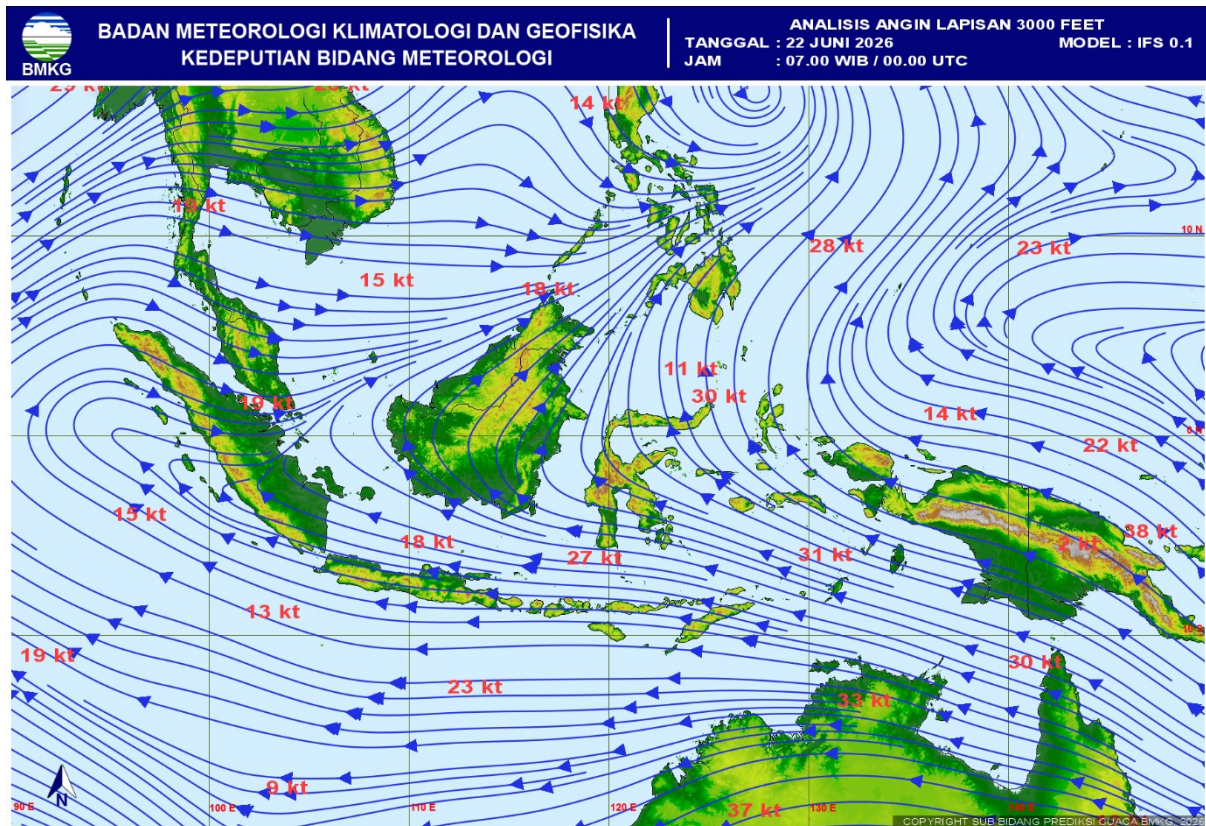 BADAN METEOROLOGI KLIMATOLOGI DAN GEOFISIKA
KEDEPUTIAN BIDANG METEOROLOGI
BMKG
ANALISIS ANGIN LAPISAN 3000 FEET
TANGGAL : 22 JUNI 2026 MODEL : IFS 0.1
JAM : 07.00 WIB / 00.00 UTC
14 kt
19 kt
10 N
28 kt
23 kt
15 kt
18 kt
11 kt
30 kt
19 kt
14 kt
22 kt
15 kt
18 kt
27 kt
31 kt
2 kt
38 kt
13 kt
19 kt
30 kt
23 kt
33 kt
9 kt
37 kt
N
90 E
100 E
110 E
120 E
130 E
COPYRIGHT SUB BIDANG PREDIKSI CUACA BMKG, 2026